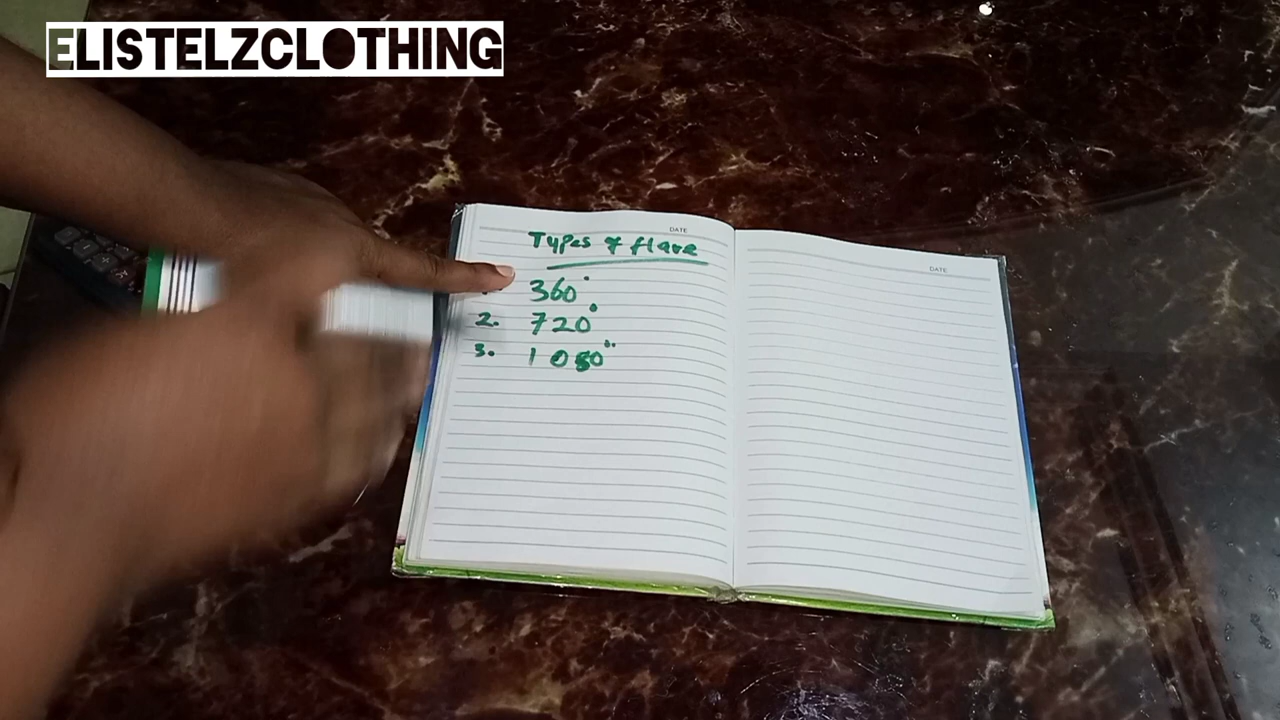 ELISTELZCLOTHING
DATE
Types of flare
360°
2. 720°
3. 1080°
DATE